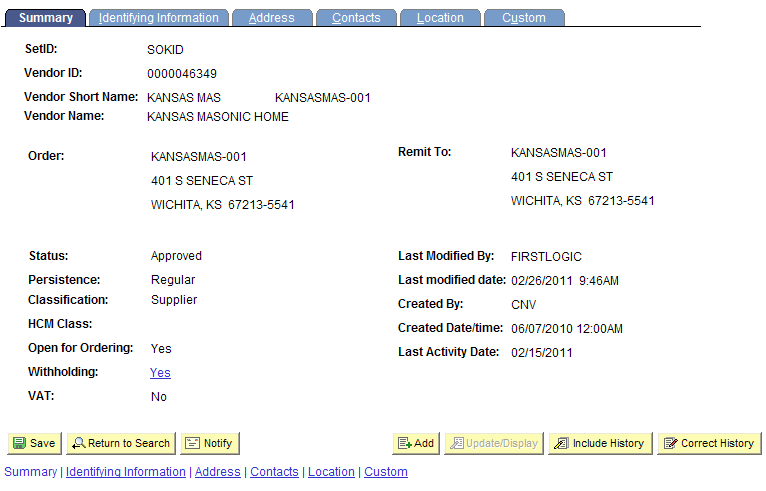 Summary Identifying Information Address Contacts Location Custom
SetID: SOKID
Vendor ID: 0000046349
Vendor Short Name: KANSAS MAS KANSASMAS-001
Vendor Name: KANSAS MASONIC HOME
Order: KANSASMAS-001
401 S SENECA ST
WICHITA, KS 67213-5541
Remit To: KANSASMAS-001
401 S SENECA ST
WICHITA, KS 67213-5541
Status: Approved
Persistence: Regular
Classification: Supplier
HCM Class:
Open for Ordering: Yes
Withholding: Yes
VAT: No
Last Modified By: FIRSTLOGIC
Last modified date: 02/26/2011 9:46AM
Created By: CNV
Created Date/time: 06/07/2010 12:00AM
Last Activity Date: 02/15/2011
Save Return to Search Notify Add Update/Display Include History Correct History
Summary | Identifying Information | Address | Contacts | Location | Custom